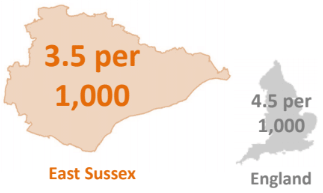 3.5 per
1,000
East Sussex
4.5 per
1,000
England